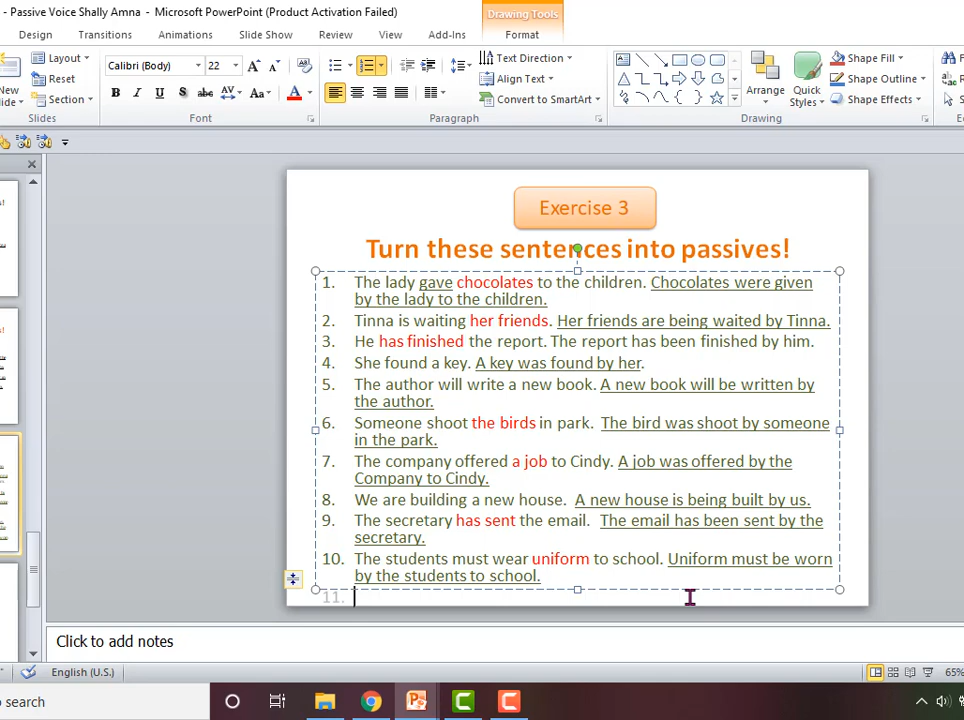 - Passive Voice Shally Amna - Microsoft PowerPoint (Product Activation Failed)
Drawing Tools
Design Transitions Animations Slide Show Review View Add-Ins Format
New
Slide
Layout
Reset
Section
Slides
Calibri (Body) 22
B I U S abc AV Aa A
Font
Text Direction
Align Text
Convert to SmartArt
Paragraph
Arrange
Quick
Styles
Shape Fill
Shape Outline
Shape Effects
Drawing
Exercise 3
Turn these sentences into passives!
1. The lady gave chocolates to the children. Chocolates were given
by the lady to the children.
2. Tinna is waiting her friends. Her friends are being waited by Tinna.
3. He has finished the report. The report has been finished by him.
4. She found a key. A key was found by her.
5. The author will write a new book. A new book will be written by
the author.
6. Someone shoot the birds in park. The bird was shoot by someone
in the park.
7. The company offered a job to Cindy. A job was offered by the
Company to Cindy.
8. We are building a new house. A new house is being built by us.
9. The secretary has sent the email. The email has been sent by the
secretary.
10. The students must wear uniform to school. Uniform must be worn
by the students to school.
11.
Click to add notes
English (U.S.)
65%
o search